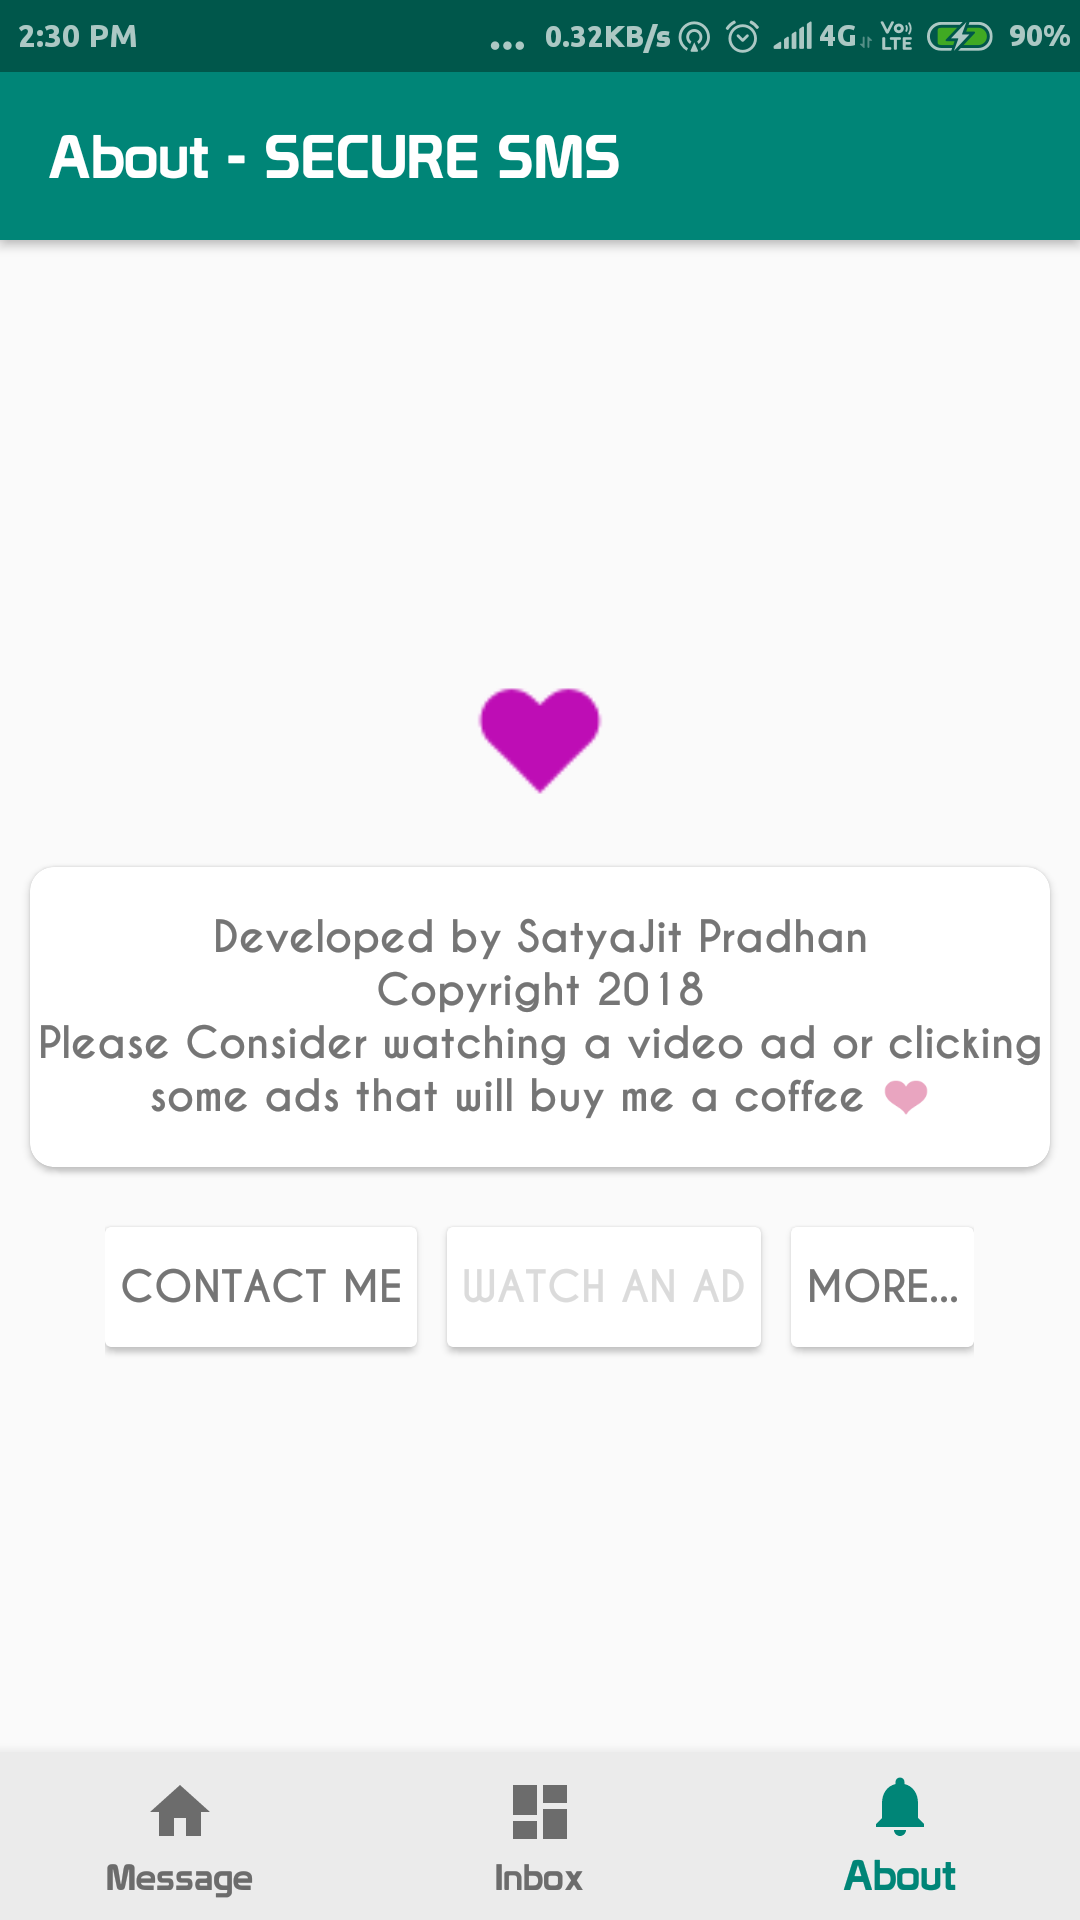 2:30 PM ... 0.32KB/s 4G Vo) LTE 90%
About - SECURE SMS
Developed by SatyaJit Pradhan
Copyright 2018
Please Consider watching a video ad or clicking
some ads that will buy me a coffee
CONTACT ME WATCH AN AD MORE...
Message Inbox About